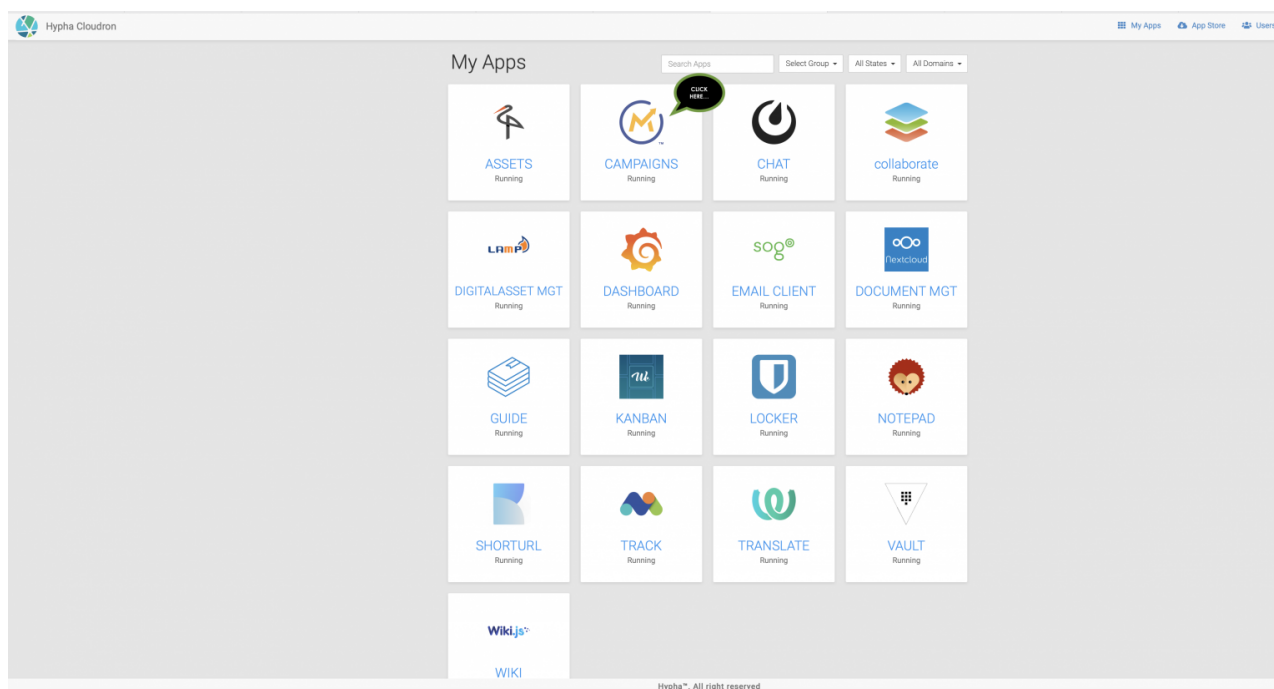 Hypha Cloudron
My Apps
App Store
Users
My Apps
Search Apps
Select Group
All States
All Domains
CLICK
HERE...
ASSETS
Running
CAMPAIGNS
Running
CHAT
Running
collaborate
Running
LAMP
DIGITALASSET MGT
Running
DASHBOARD
Running
sogo
EMAIL CLIENT
Running
Nextcloud
DOCUMENT MGT
Running
GUIDE
Running
KANBAN
Running
LOCKER
Running
NOTEPAD
Running
SHORTURL
Running
TRACK
Running
TRANSLATE
Running
VAULT
Running
Wiki.js
WIKI
Hypha™. All right reserved